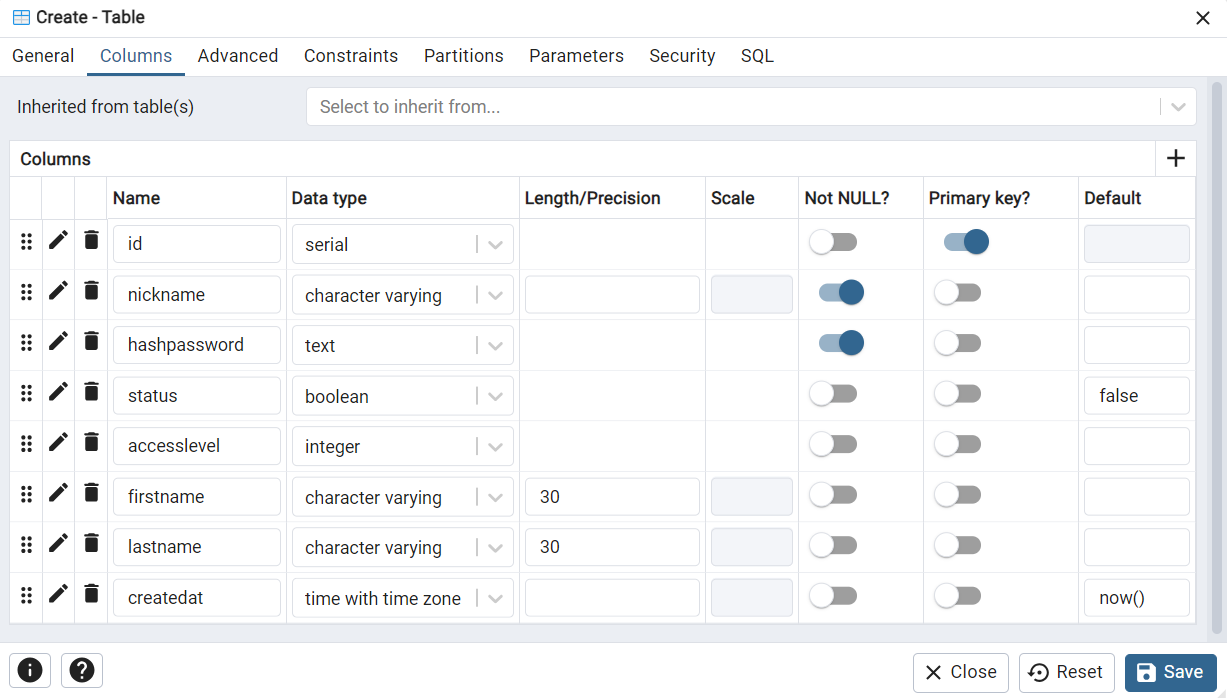 Create - Table
General Columns Advanced Constraints Partitions Parameters Security SQL
Inherited from table(s) Select to inherit from...
Columns
Name Data type Length/Precision Scale Not NULL? Primary key? Default
id serial
nickname character varying
hashpassword text
status boolean false
accesslevel integer
firstname character varying 30
lastname character varying 30
createdat time with time zone now()
Close Reset Save